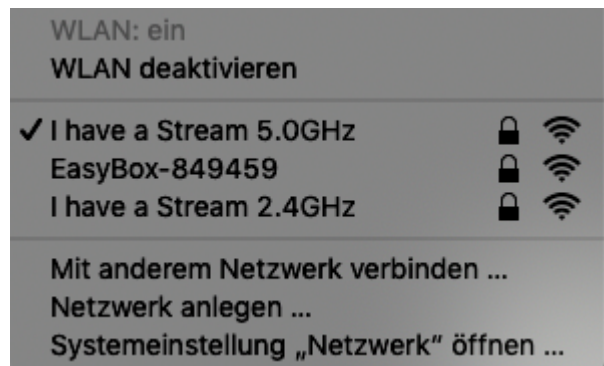 WLAN: ein
WLAN deaktivieren
✓ I have a Stream 5.0GHz
EasyBox-849459
I have a Stream 2.4GHz
Mit anderem Netzwerk verbinden ...
Netzwerk anlegen ...
Systemeinstellung „Netzwerk“ öffnen ...